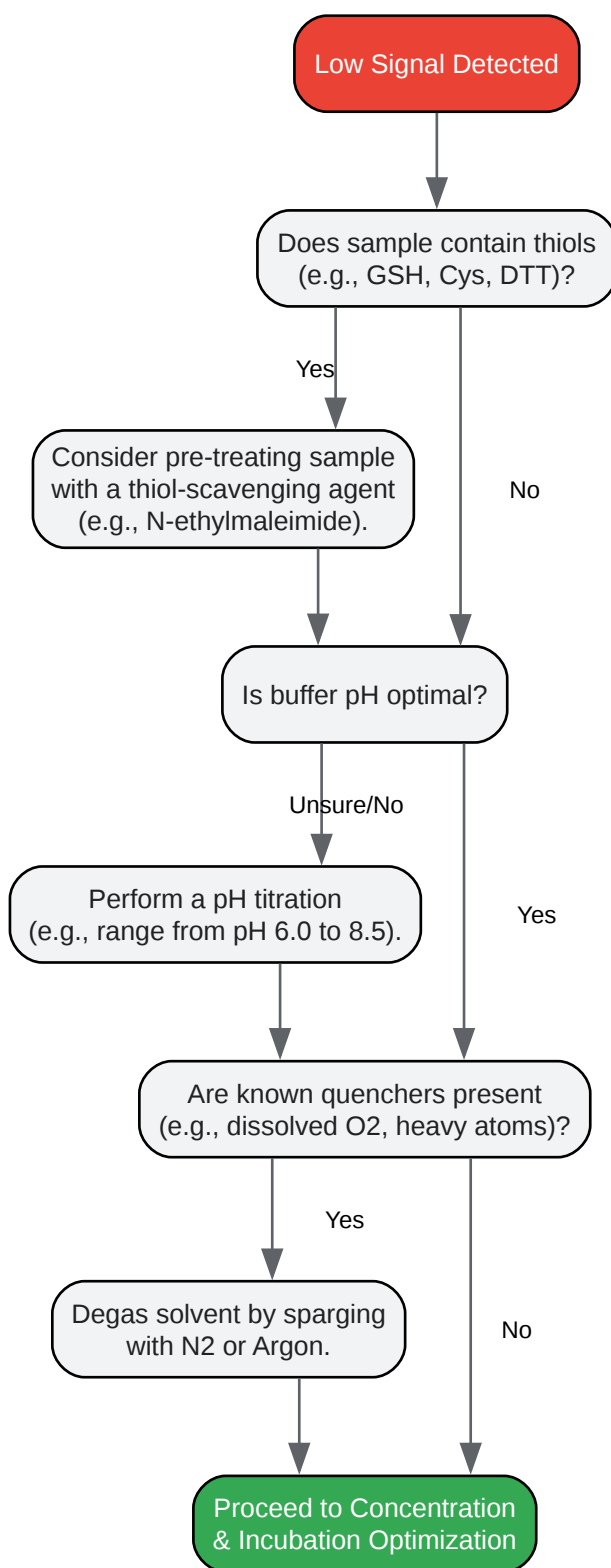 Low Signal Detected
Does sample contain thiols
(e.g., GSH, Cys, DTT)?
Yes
Consider pre-treating sample
with a thiol-scavenging agent
(e.g., N-ethylmaleimide).
No
Is buffer pH optimal?
Unsure/No
Perform a pH titration
(e.g., range from pH 6.0 to 8.5).
Yes
Are known quenchers present
(e.g., dissolved O2, heavy atoms)?
Yes
Degas solvent by sparging
with N2 or Argon.
No
Proceed to Concentration
& Incubation Optimization